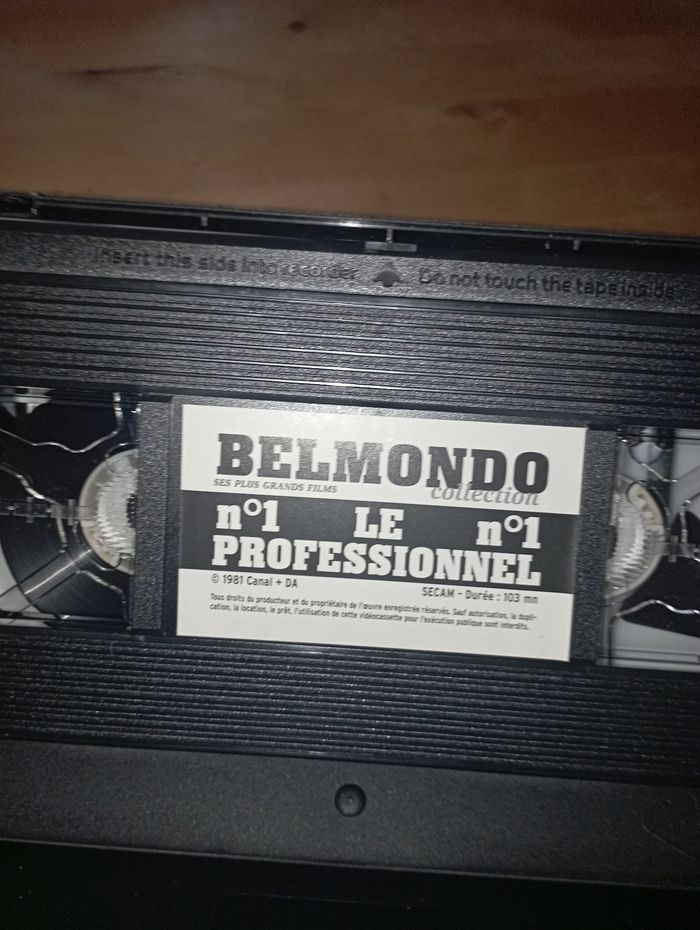 Insert this side into recorder Do not touch the tape inside
BELMONDO
SES PLUS GRANDS FILMS collection
n°1 LE n°1
PROFESSIONNEL
© 1981 Canal + DA SECAM - Durée : 103 mn
Tous droits du producteur et du propriétaire de l'œuvre enregistrée réservés. Sauf autorisation, la dupli-
cation, la location, le prêt, l'utilisation de cette vidéocassette pour l'exécution publique sont interdits.